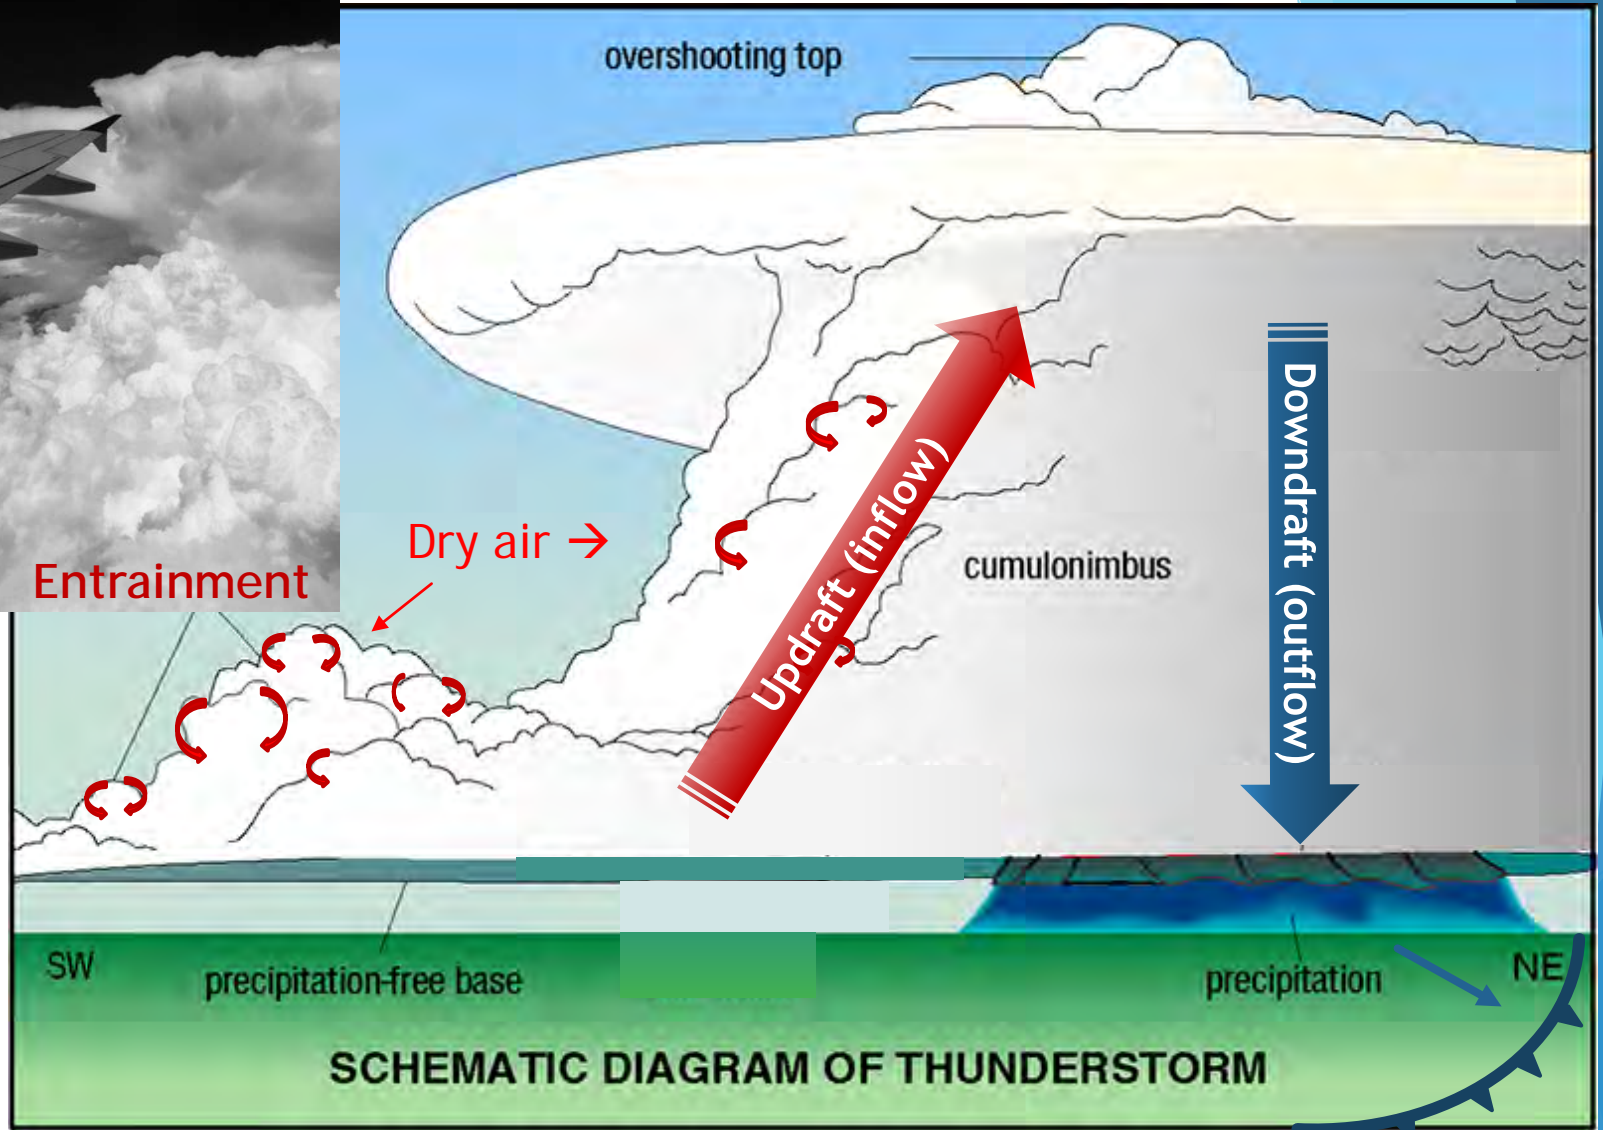 overshooting top
Entrainment
Dry air →
Updraft (inflow)
cumulonimbus
Downdraft (outflow)
SW
precipitation-free base
precipitation
NE
SCHEMATIC DIAGRAM OF THUNDERSTORM